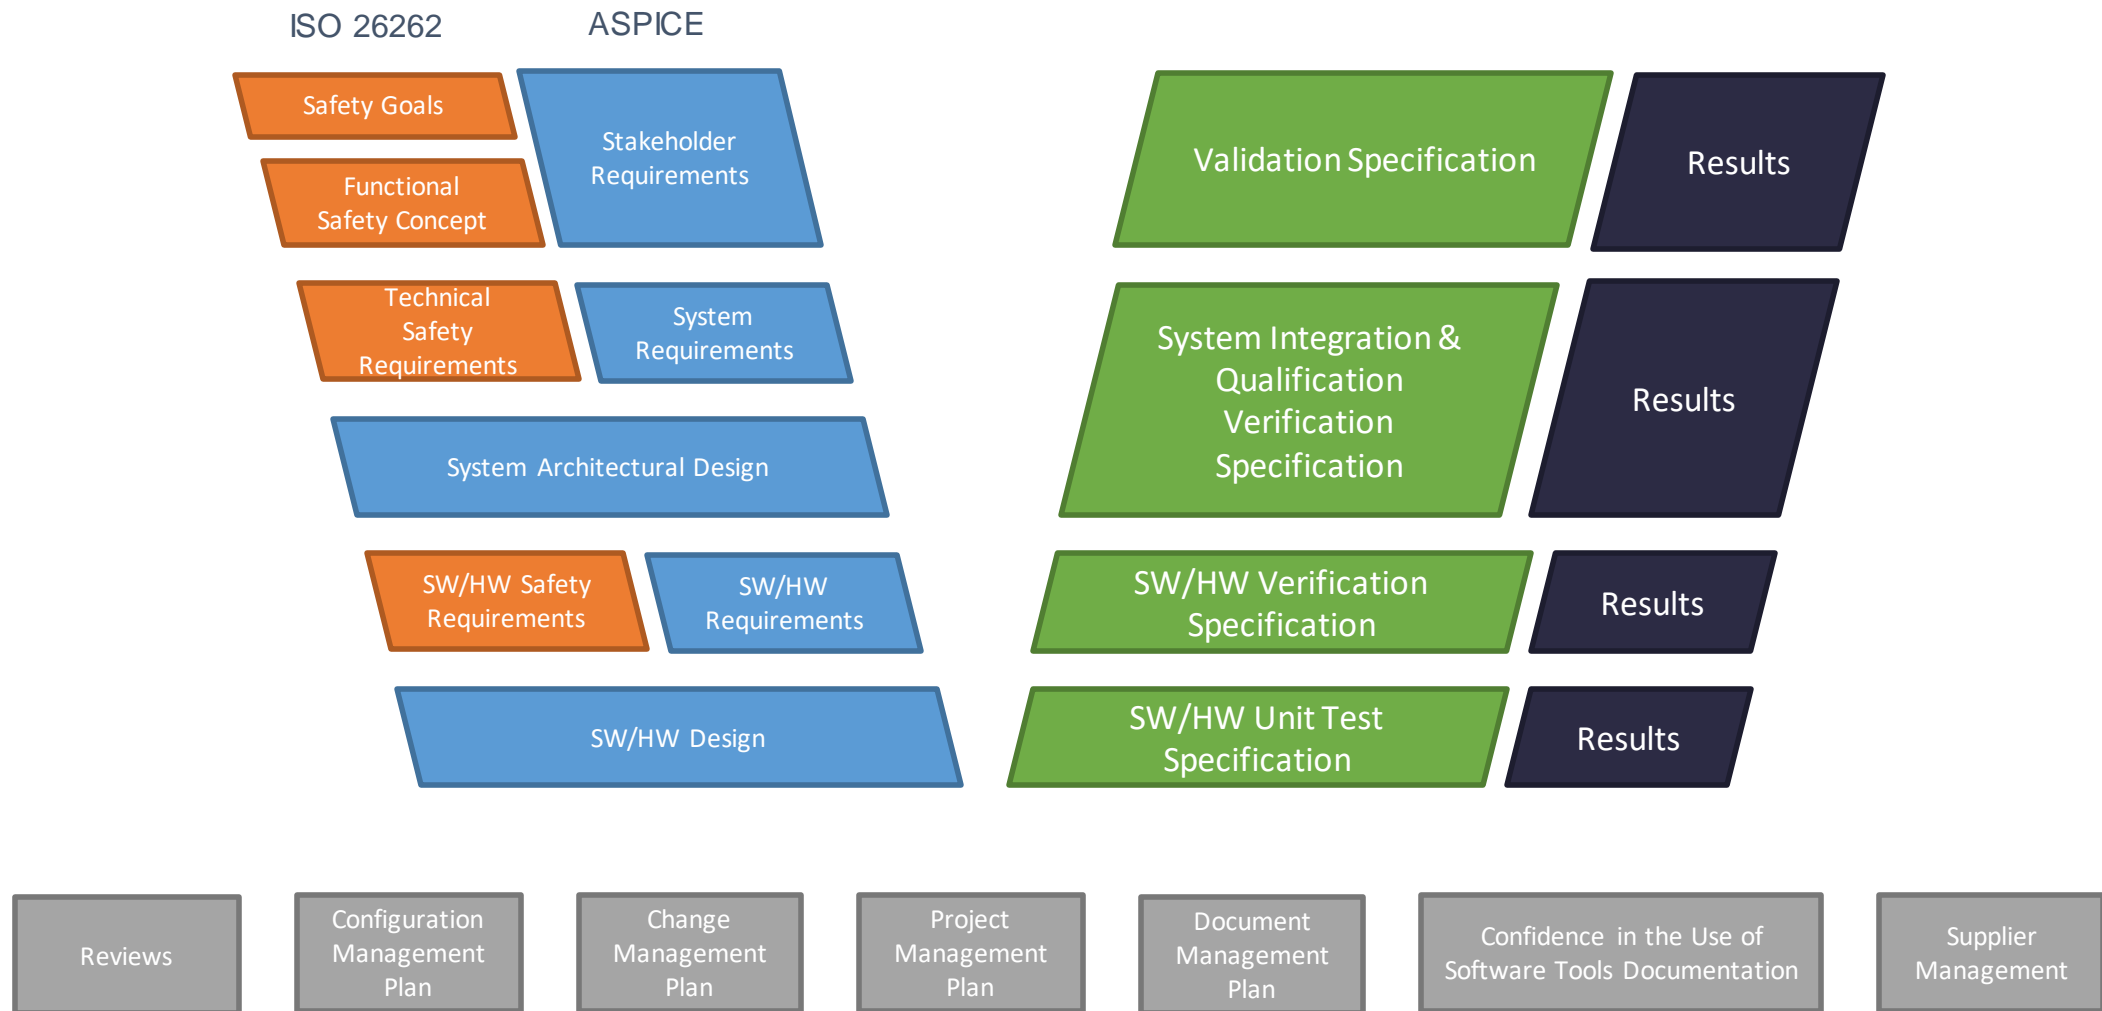 ISO 26262
ASPICE
Safety Goals
Stakeholder
Requirements
Functional
Safety Concept
Validation Specification
Results
Technical
Safety
Requirements
System
Requirements
System Integration &
Qualification
Verification
Specification
Results
System Architectural Design
SW/HW Safety
Requirements
SW/HW
Requirements
SW/HW Verification
Specification
Results
SW/HW Design
SW/HW Unit Test
Specification
Results
Reviews
Configuration
Management
Plan
Change
Management
Plan
Project
Management
Plan
Document
Management
Plan
Confidence in the Use of
Software Tools Documentation
Supplier
Management